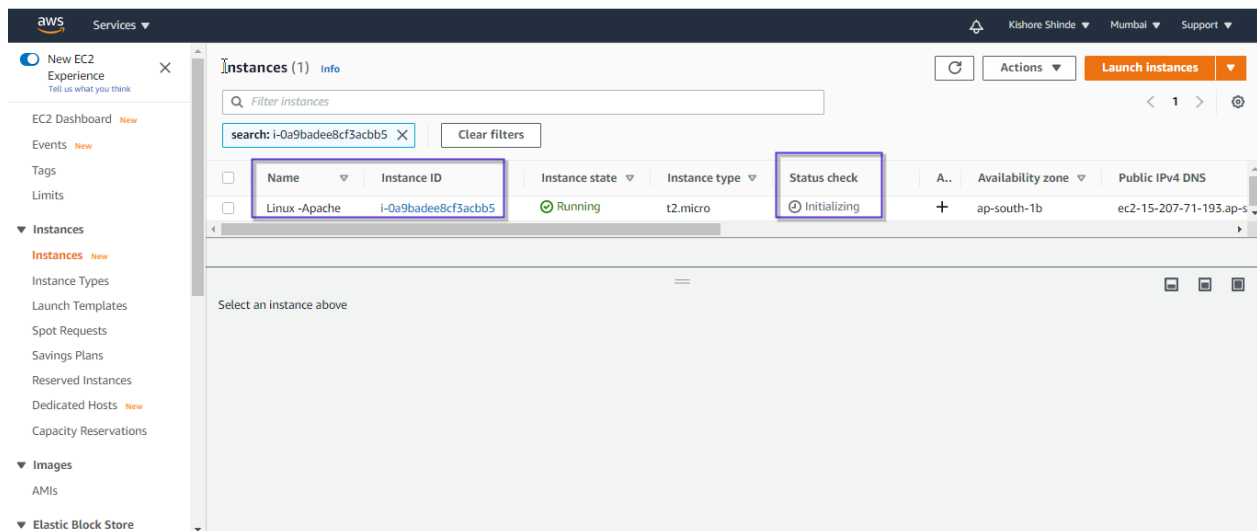 aws
Services
Kishore Shinde
Mumbai
Support
New EC2
Experience
Tell us what you think
EC2 Dashboard New
Events New
Tags
Limits
Instances
Instances New
Instance Types
Launch Templates
Spot Requests
Savings Plans
Reserved Instances
Dedicated Hosts New
Capacity Reservations
Images
AMIs
Elastic Block Store
Instances (1) Info
Actions
Launch instances
Filter instances
1
search: i-0a9badee8cf3acbb5
Clear filters
Name Instance ID Instance state Instance type Status check A.. Availability zone Public IPv4 DNS
Linux -Apache i-0a9badee8cf3acbb5 Running t2.micro Initializing ap-south-1b ec2-15-207-71-193.ap-s
Select an instance above